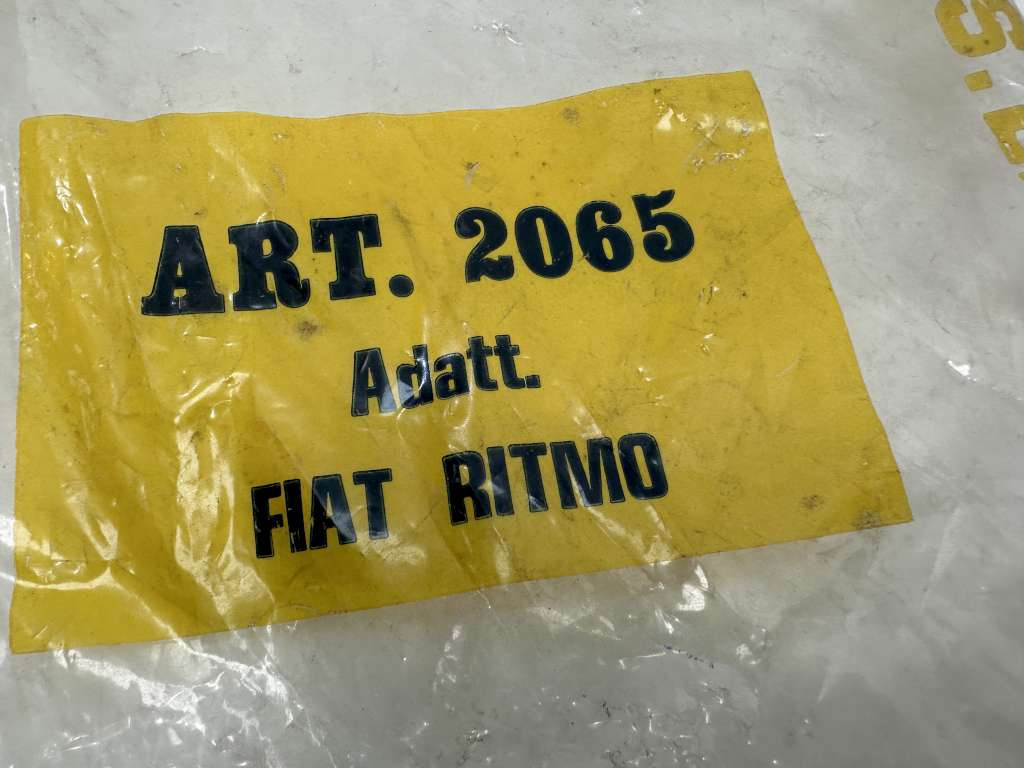 ART. 2065
Adatt.
FIAT RITMO